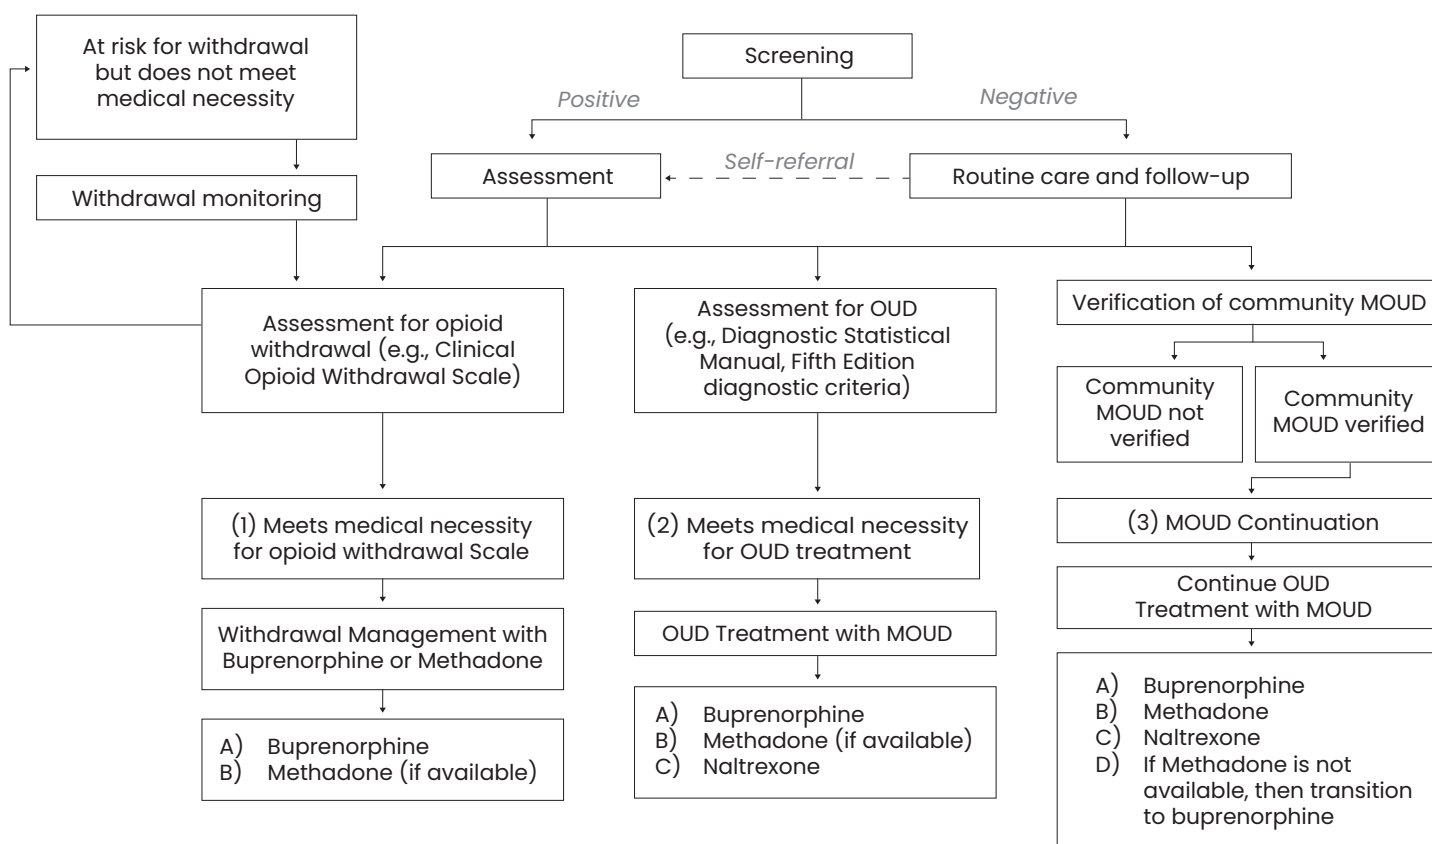 At risk for withdrawal
but does not meet
medical necessity
Withdrawal monitoring
Screening
Positive
Negative
Assessment
Self-referral
Routine care and follow-up
Assessment for opioid
withdrawal (e.g., Clinical
Opioid Withdrawal Scale)
Assessment for OUD
(e.g., Diagnostic Statistical
Manual, Fifth Edition
diagnostic criteria)
Verification of community MOUD
Community
MOUD not
verified
Community
MOUD verified
(1) Meets medical necessity
for opioid withdrawal Scale
(2) Meets medical necessity
for OUD treatment
(3) MOUD Continuation
Withdrawal Management with
Buprenorphine or Methadone
OUD Treatment with MOUD
Continue OUD
Treatment with MOUD
A) Buprenorphine
B) Methadone (if available)
A) Buprenorphine
B) Methadone (if available)
C) Naltrexone
A) Buprenorphine
B) Methadone
C) Naltrexone
D) If Methadone is not
available, then transition
to buprenorphine